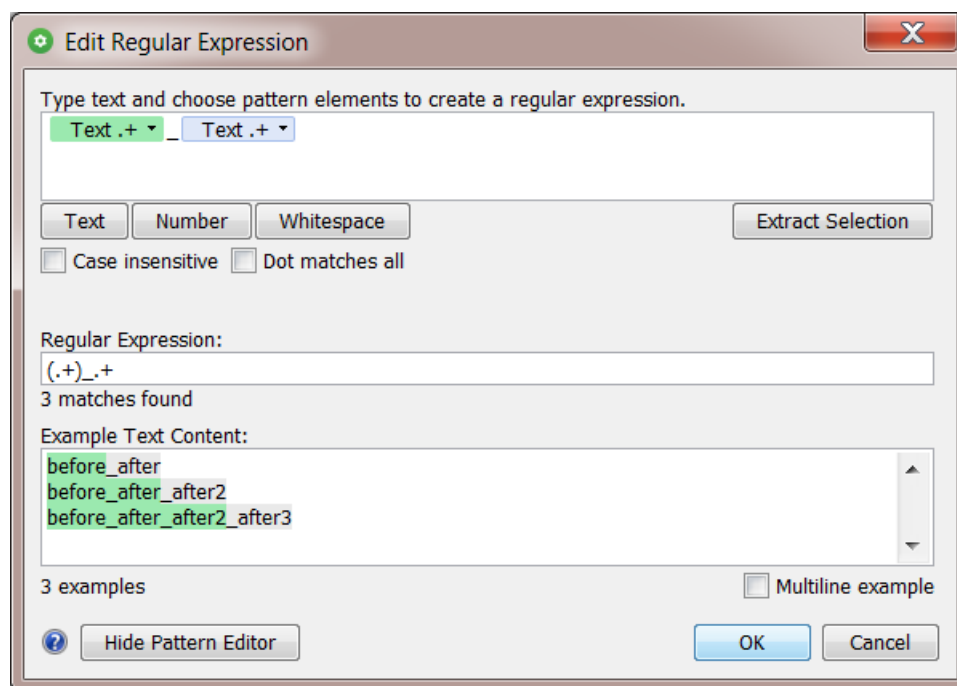 Edit Regular Expression
X
Type text and choose pattern elements to create a regular expression.
Text .+ _ Text .+
Text Number Whitespace Extract Selection
Case insensitive Dot matches all
Regular Expression:
(.+)_.+
3 matches found
Example Text Content:
before_after
before_after_after2
before_after_after2_after3
3 examples Multiline example
? Hide Pattern Editor OK Cancel